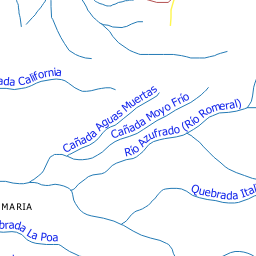 ada California
Cañada Aguas Muertas
Cañada Moyo Frío
Río Azufrado (Río Romeral)
Quebrada Ital
MARIA
brada La Poa